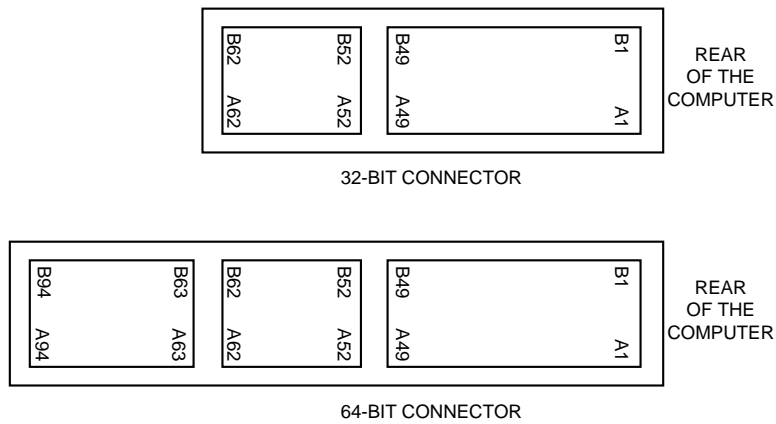 B62 B52 B49 B1
A62 A52 A49 A1
REAR
OF THE
COMPUTER
32-BIT CONNECTOR
B94 B63 B62 B52 B49 B1
A94 A63 A62 A52 A49 A1
REAR
OF THE
COMPUTER
64-BIT CONNECTOR